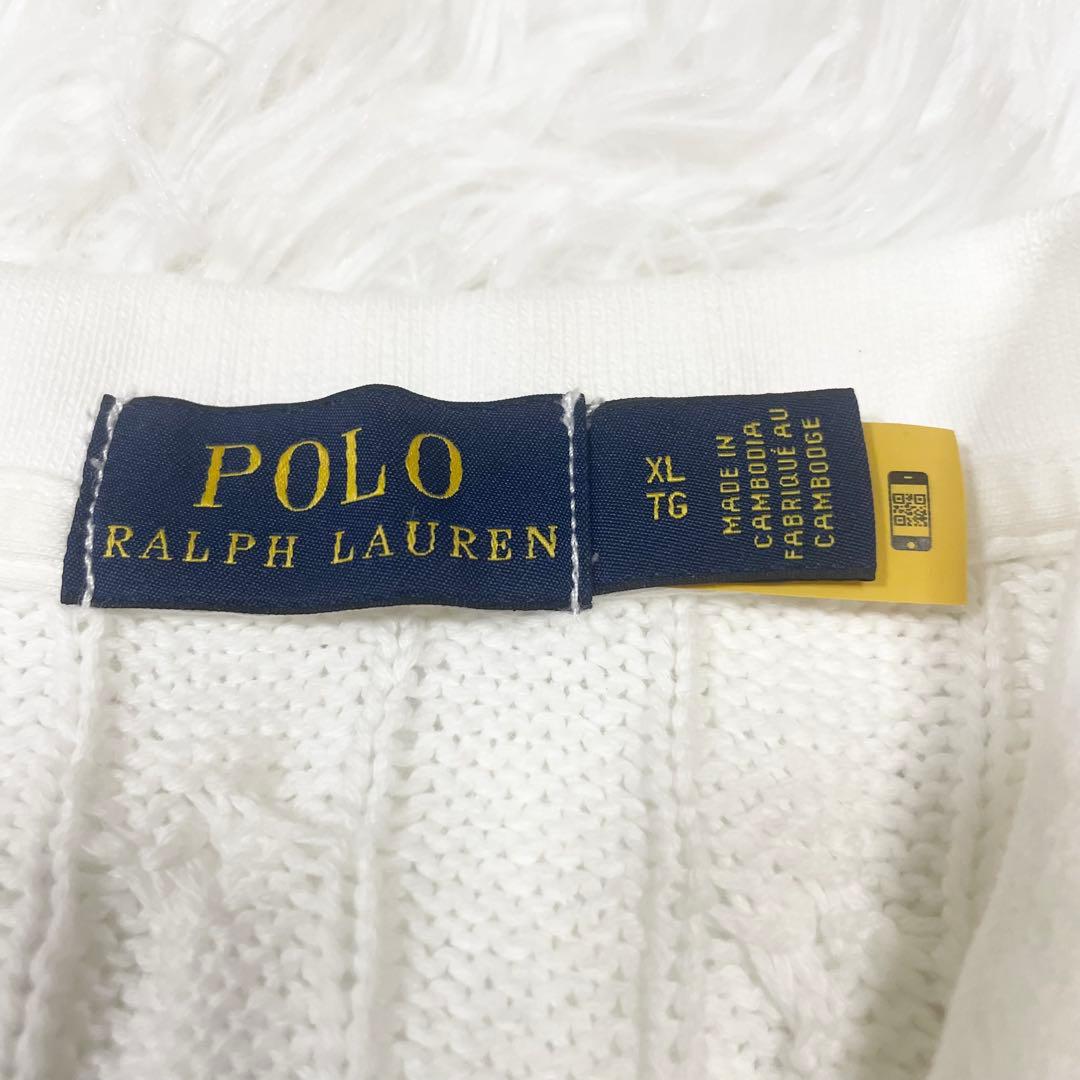 POLO
RALPH LAUREN
XL
TG
MADE IN
CAMBODIA
FABRIQUÉ AU
CAMBODGE